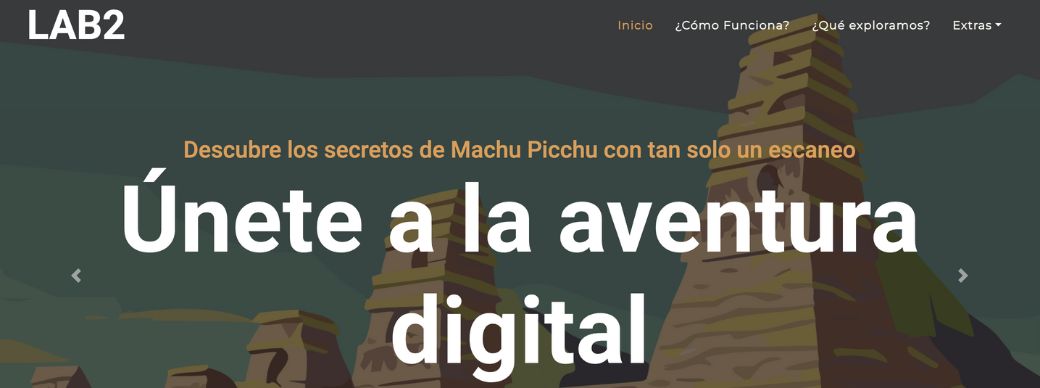 LAB2
Inicio ¿Cómo Funciona? ¿Qué exploramos? Extras
Descubre los secretos de Machu Picchu con tan solo un escaneo
Únete a la aventura
digital